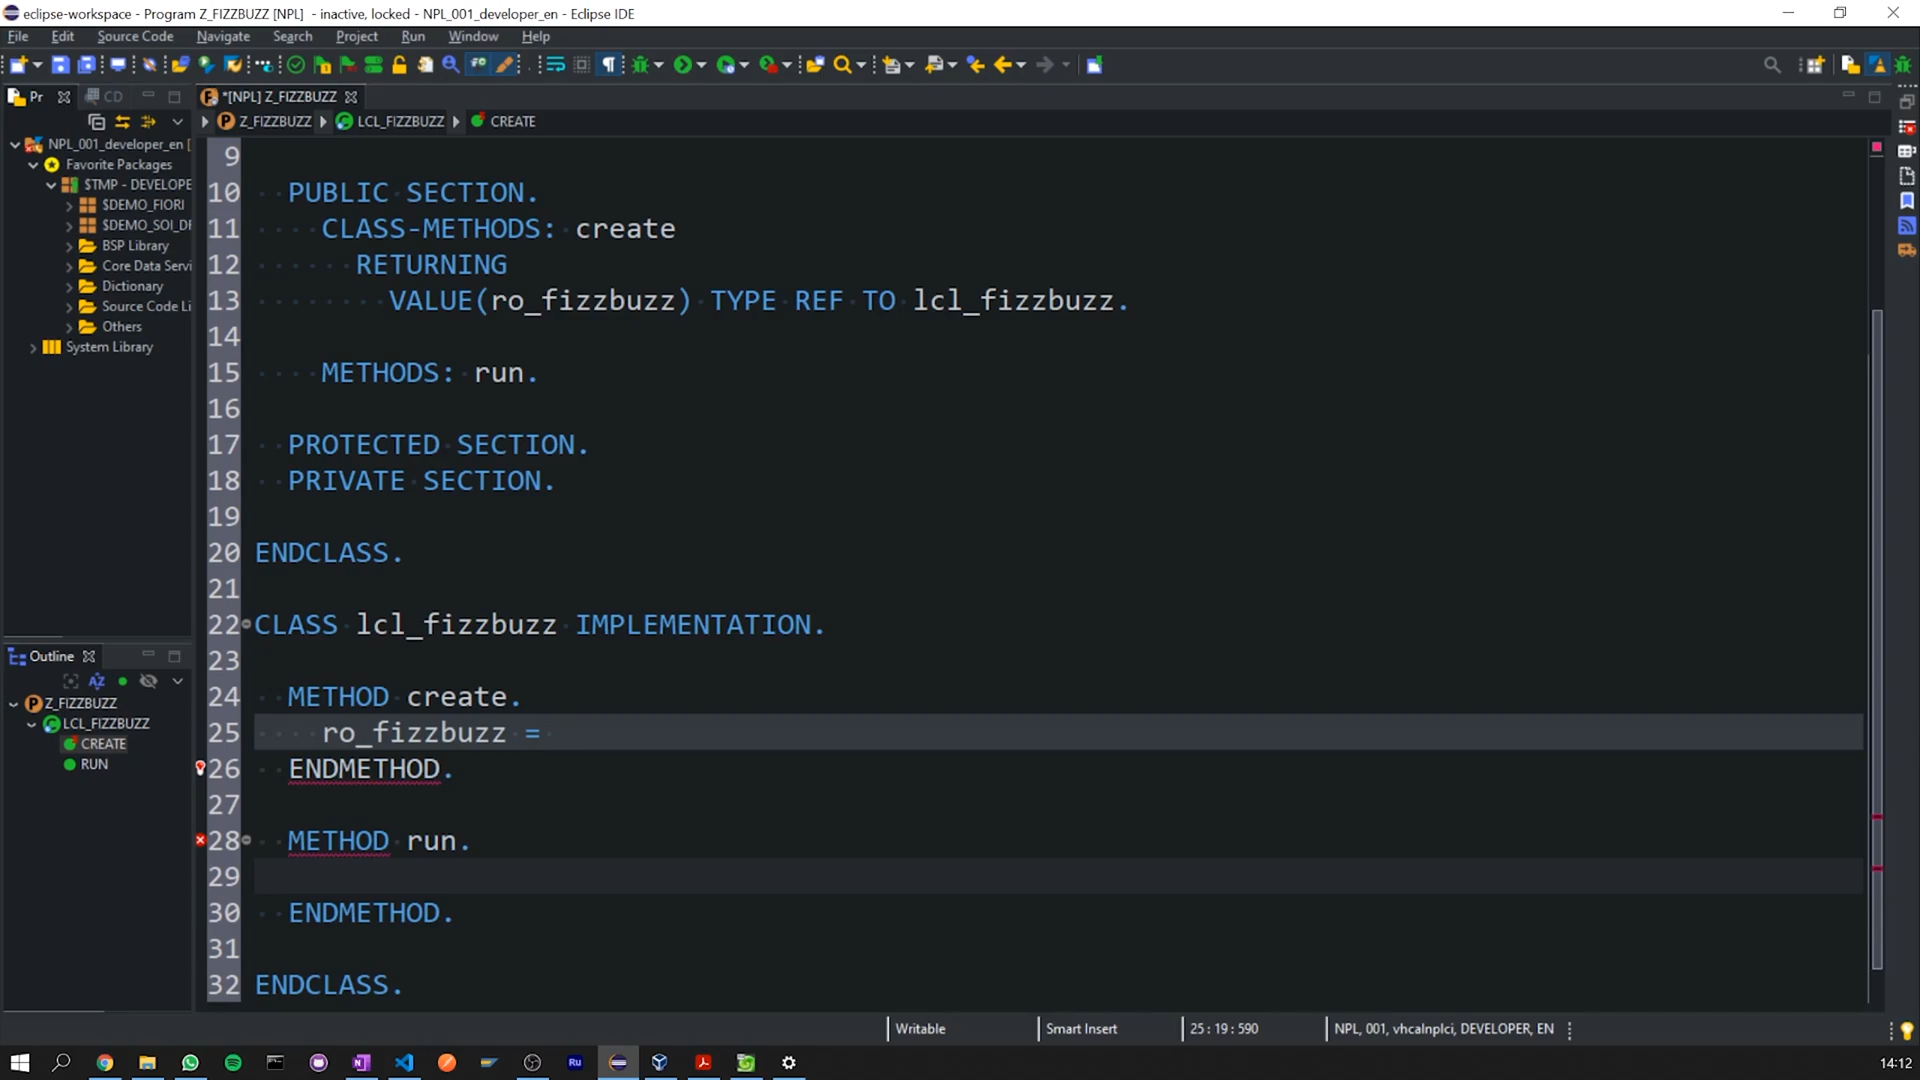 eclipse-workspace - Program Z_FIZZBUZZ [NPL]  - inactive, locked - NPL_001_developer_en - Eclipse IDE
File Edit Source Code Navigate Search Project Run Window Help
Pr CD *[NPL] Z_FIZZBUZZ
Z_FIZZBUZZ LCL_FIZZBUZZ CREATE
NPL_001_developer_en [
Favorite Packages
$TMP - DEVELOPE
$DEMO_FIORI
$DEMO_SOI_DF
BSP Library
Core Data Servi
Dictionary
Source Code Li
Others
System Library
Outline
AZ
Z_FIZZBUZZ
LCL_FIZZBUZZ
CREATE
RUN
9
10 PUBLIC SECTION.
11 CLASS-METHODS: create
12 RETURNING
13 VALUE(ro_fizzbuzz) TYPE REF TO lcl_fizzbuzz.
14
15 METHODS: run.
16
17 PROTECTED SECTION.
18 PRIVATE SECTION.
19
20 ENDCLASS.
21
22 CLASS lcl_fizzbuzz IMPLEMENTATION.
23
24 METHOD create.
25 ro_fizzbuzz =
26 ENDMETHOD.
27
28 METHOD run.
29
30 ENDMETHOD.
31
32 ENDCLASS.
Writable Smart Insert 25 : 19 : 590 NPL, 001, vhcalnplci, DEVELOPER, EN
Ru
14:12